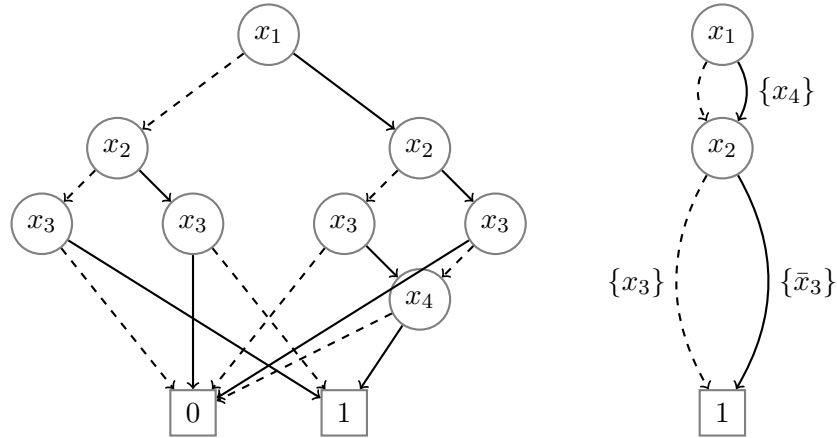 x₁
x₂ x₂
x₃ x₃ x₃ x₃
x₄
0 1
x₁
{x₄}
x₂
{x₃} {x̄₃}
1